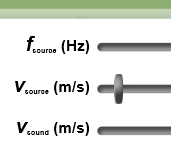 f source (Hz)
v source (m/s)
v sound (m/s)